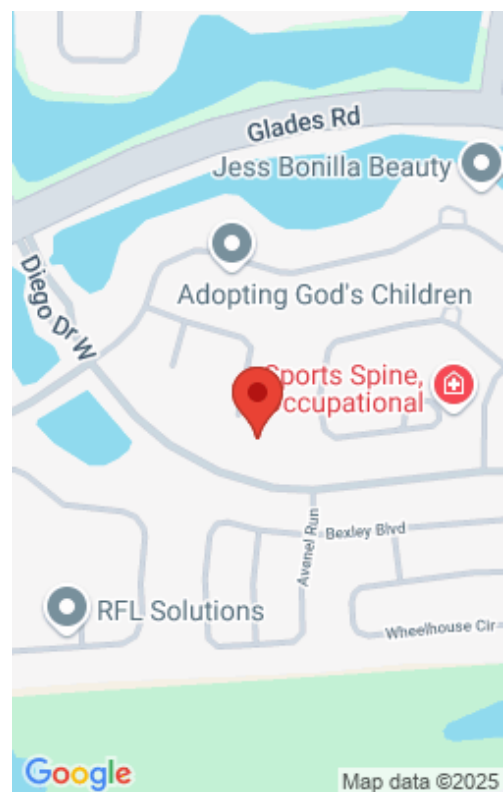 Glades Rd
Jess Bonilla Beauty
Adopting God's Children
Diego Dr W
Sports Spine,
Occupational
Avenel Run
Bexley Blvd
RFL Solutions
Wheelhouse Cir
Google
Map data ©2025